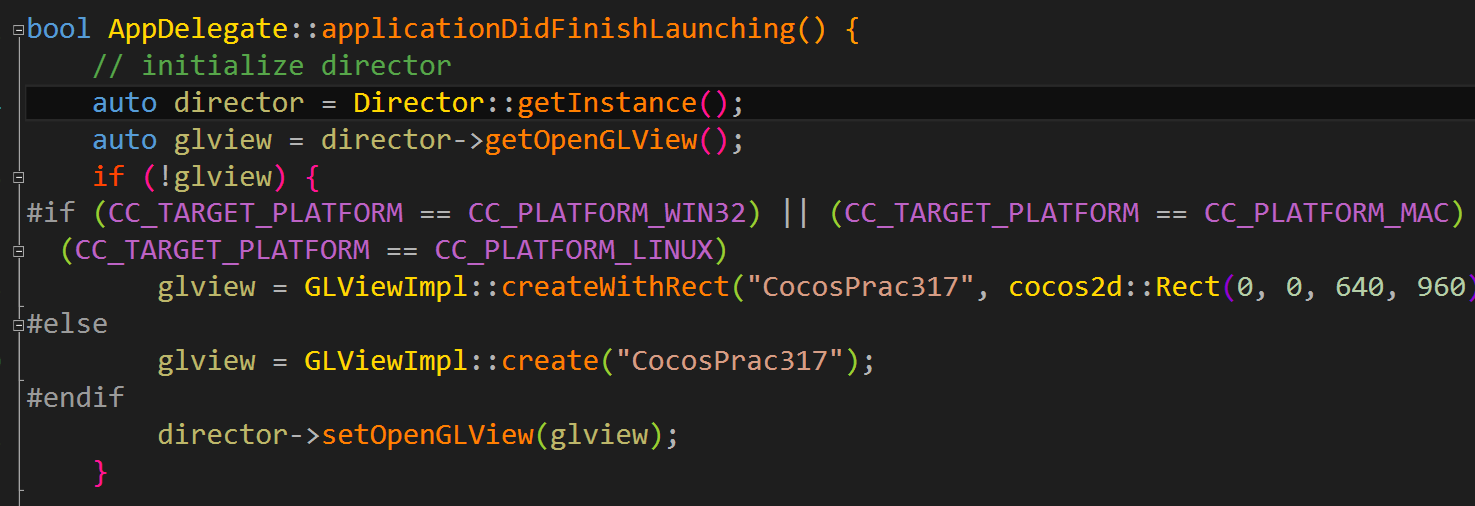 bool AppDelegate::applicationDidFinishLaunching() {
// initialize director
auto director = Director::getInstance();
auto glview = director->getOpenGLView();
if (!glview) {
#if (CC_TARGET_PLATFORM == CC_PLATFORM_WIN32) || (CC_TARGET_PLATFORM == CC_PLATFORM_MAC)
(CC_TARGET_PLATFORM == CC_PLATFORM_LINUX)
glview = GLViewImpl::createWithRect("CocosPrac317", cocos2d::Rect(0, 0, 640, 960)
#else
glview = GLViewImpl::create("CocosPrac317");
#endif
director->setOpenGLView(glview);
}